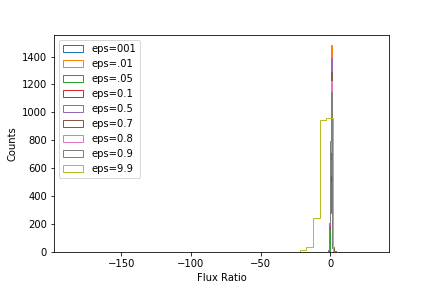 1400
1200
1000
800
600
400
200
0
Counts
eps=001
eps=.01
eps=.05
eps=0.1
eps=0.5
eps=0.7
eps=0.8
eps=0.9
eps=9.9
−150 −100 −50 0
Flux Ratio